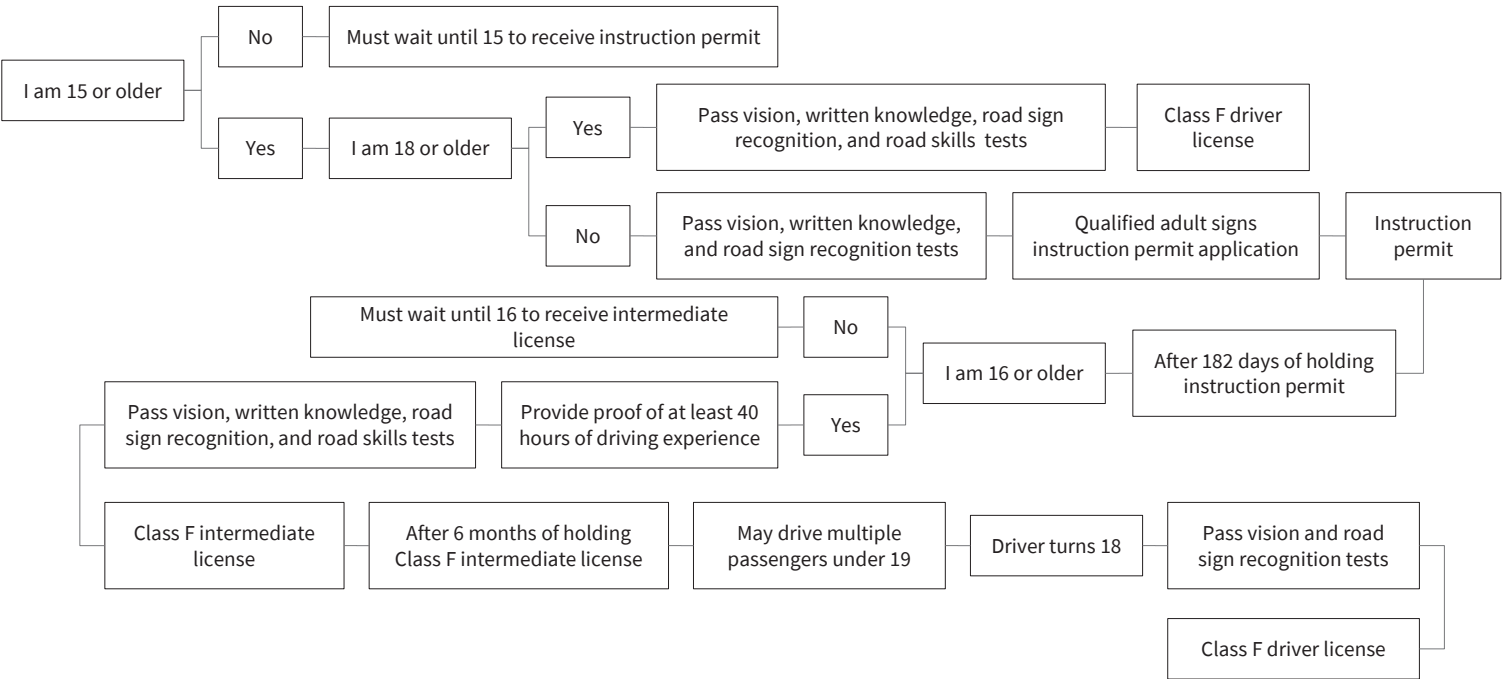 No
Must wait until 15 to receive instruction permit
I am 15 or older
Yes
I am 18 or older
Yes
Pass vision, written knowledge, road sign
recognition, and road skills  tests
Class F driver
license
No
Pass vision, written knowledge,
and road sign recognition tests
Qualified adult signs
instruction permit application
Instruction
permit
After 182 days of holding
instruction permit
I am 16 or older
No
Must wait until 16 to receive intermediate
license
Yes
Provide proof of at least 40
hours of driving experience
Pass vision, written knowledge, road
sign recognition, and road skills tests
Class F intermediate
license
After 6 months of holding
Class F intermediate license
May drive multiple
passengers under 19
Driver turns 18
Pass vision and road
sign recognition tests
Class F driver license